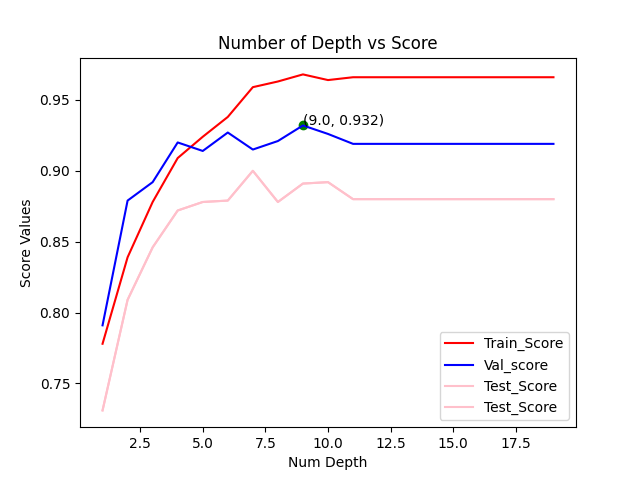 Number of Depth vs Score
(9.0, 0.932)
0.95
0.90
0.85
0.80
0.75
Score Values
Train_Score
Val_score
Test_Score
Test_Score
2.5 5.0 7.5 10.0 12.5 15.0 17.5
Num Depth